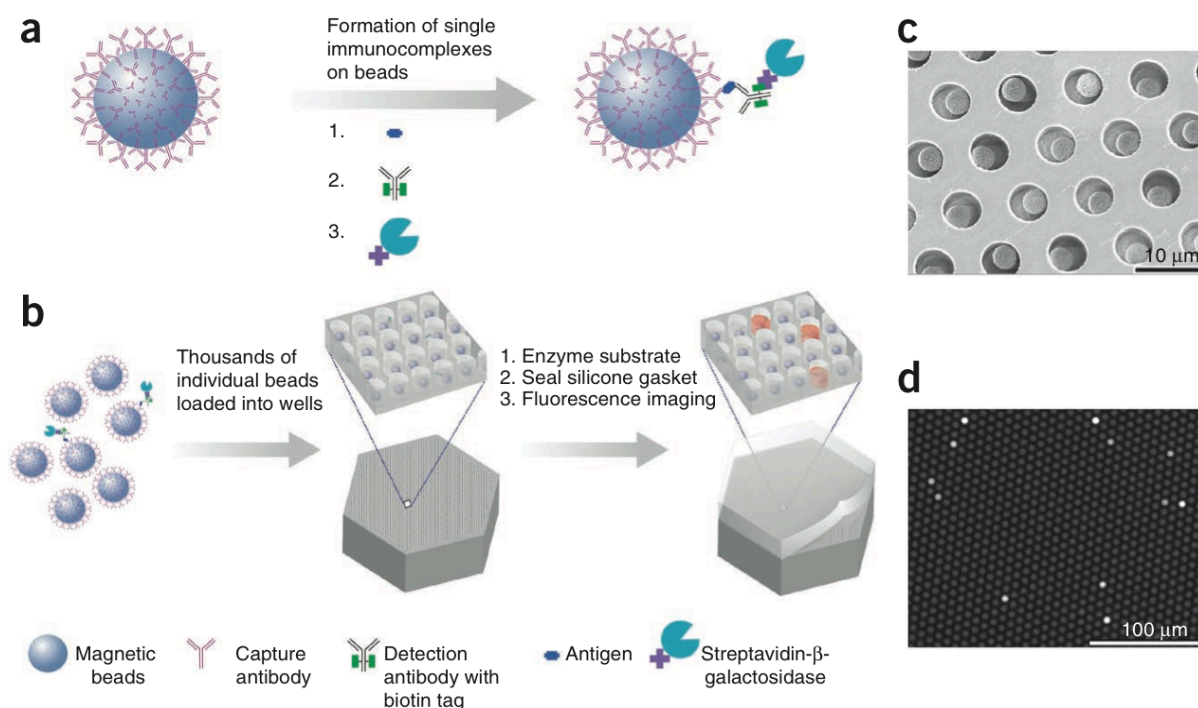 a
Formation of single
immunocomplexes
on beads
1.
2.
3.
c
10 μm
b
Thousands of
individual beads
loaded into wells
1. Enzyme substrate
2. Seal silicone gasket
3. Fluorescence imaging
d
100 μm
Magnetic
beads
Capture
antibody
Detection
antibody with
biotin tag
Antigen
Streptavidin-β-
galactosidase